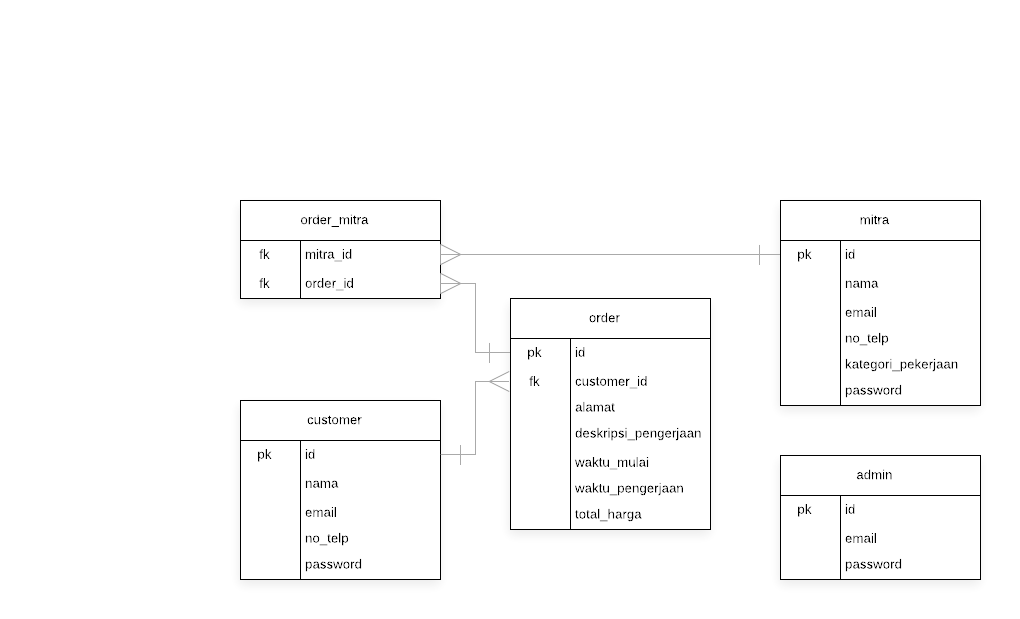 order_mitra
fk mitra_id
fk order_id
mitra
pk id
nama
email
no_telp
kategori_pekerjaan
password
order
pk id
fk customer_id
alamat
deskripsi_pengerjaan
waktu_mulai
waktu_pengerjaan
total_harga
customer
pk id
nama
email
no_telp
password
admin
pk id
email
password